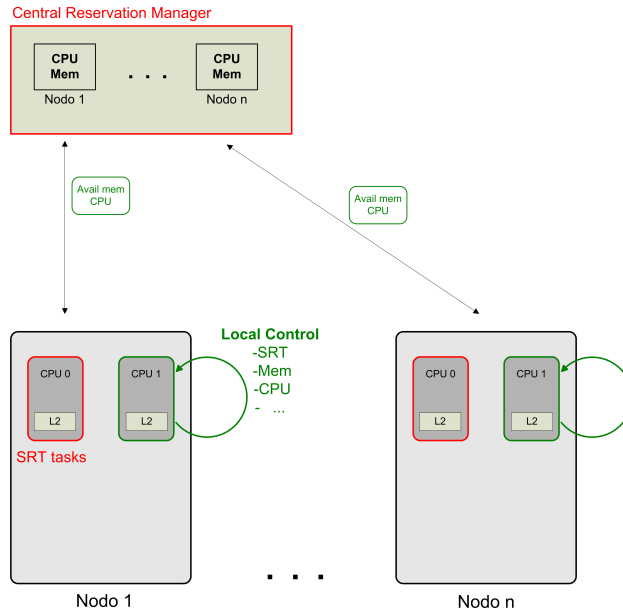 Central Reservation Manager
CPU
Mem
. . .
CPU
Mem
Nodo 1
Nodo n
Avail mem
CPU
Avail mem
CPU
Local Control
-SRT
-Mem
-CPU
- ...
CPU 0
CPU 1
L2
L2
SRT tasks
CPU 0
CPU 1
L2
L2
. . .
Nodo 1
Nodo n